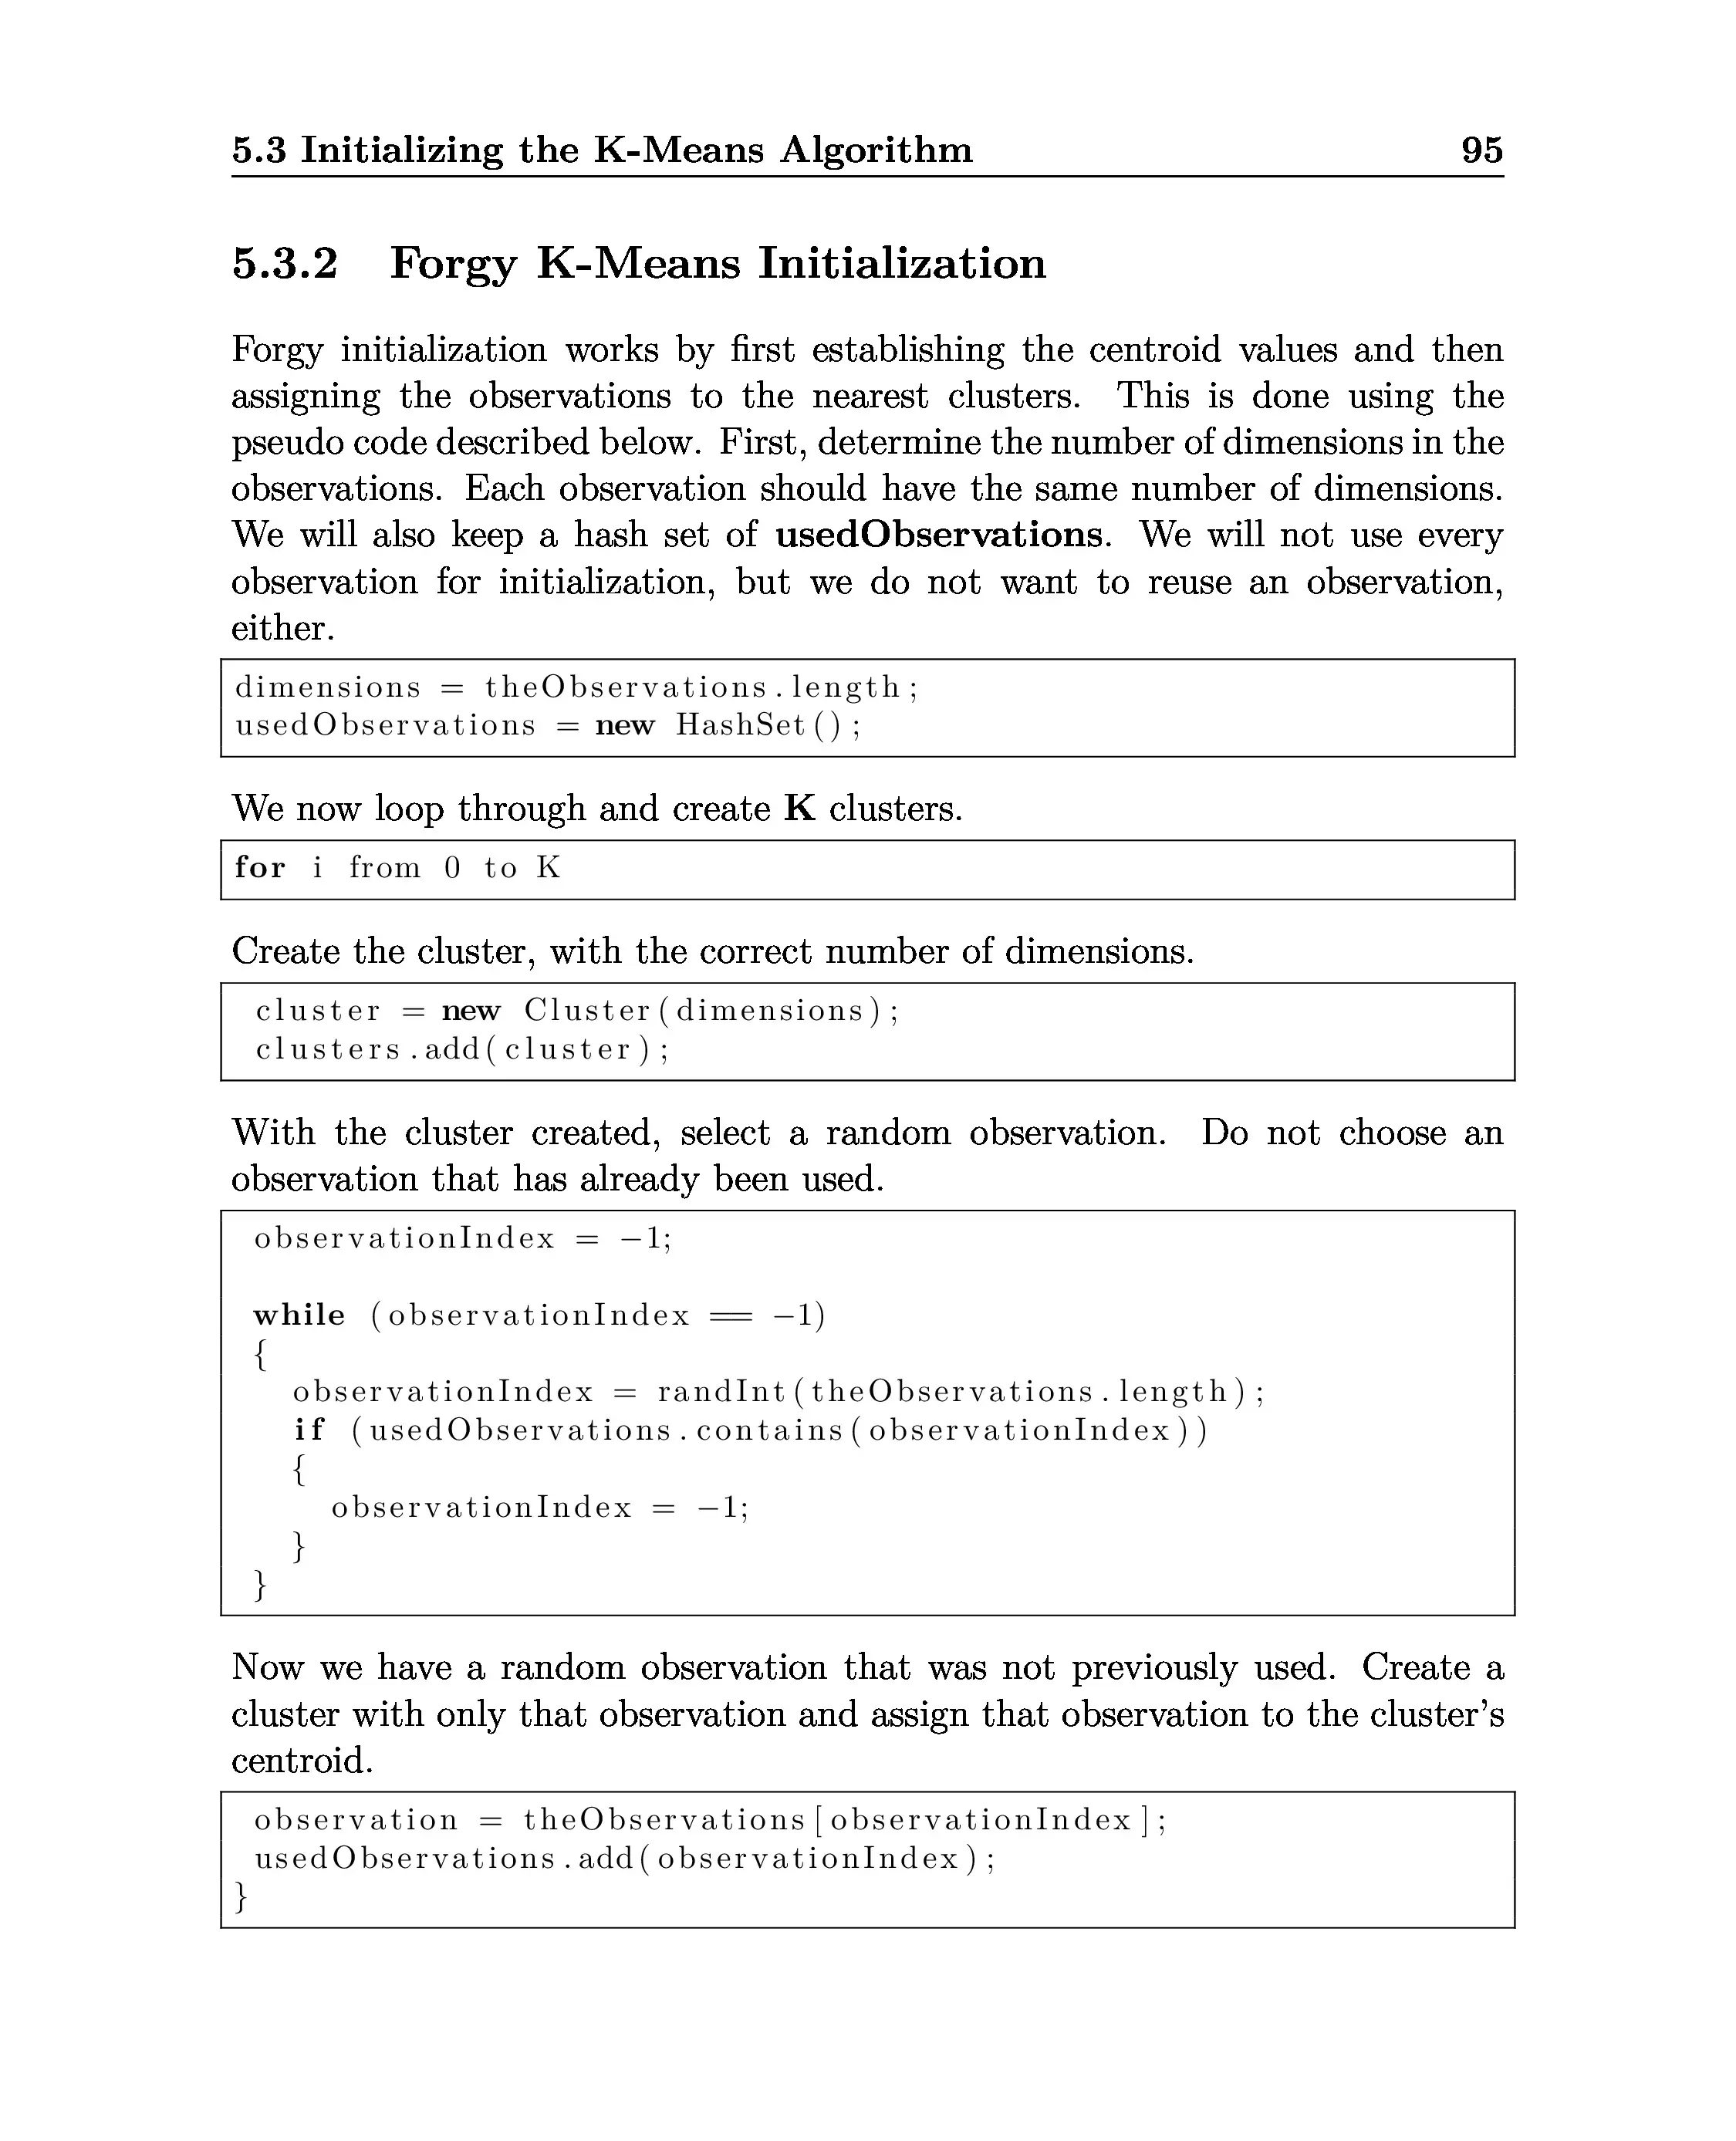 5.3 Initializing the K-Means Algorithm 95
5.3.2 Forgy K-Means Initialization
Forgy initialization works by first establishing the centroid values and then
assigning the observations to the nearest clusters. This is done using the
pseudo code described below. First, determine the number of dimensions in the
observations. Each observation should have the same number of dimensions.
We will also keep a hash set of usedObservations. We will not use every
observation for initialization, but we do not want to reuse an observation,
either.
dimensions = theObservations.length;
usedObservations = new HashSet();
We now loop through and create K clusters.
for i from 0 to K
Create the cluster, with the correct number of dimensions.
cluster = new Cluster(dimensions);
clusters.add(cluster);
With the cluster created, select a random observation. Do not choose an
observation that has already been used.
observationIndex = −1;
while (observationIndex == −1)
{
observationIndex = randInt(theObservations.length);
if (usedObservations.contains(observationIndex))
{
observationIndex = −1;
}
}
Now we have a random observation that was not previously used. Create a
cluster with only that observation and assign that observation to the cluster's
centroid.
observation = theObservations[observationIndex];
usedObservations.add(observationIndex);
}